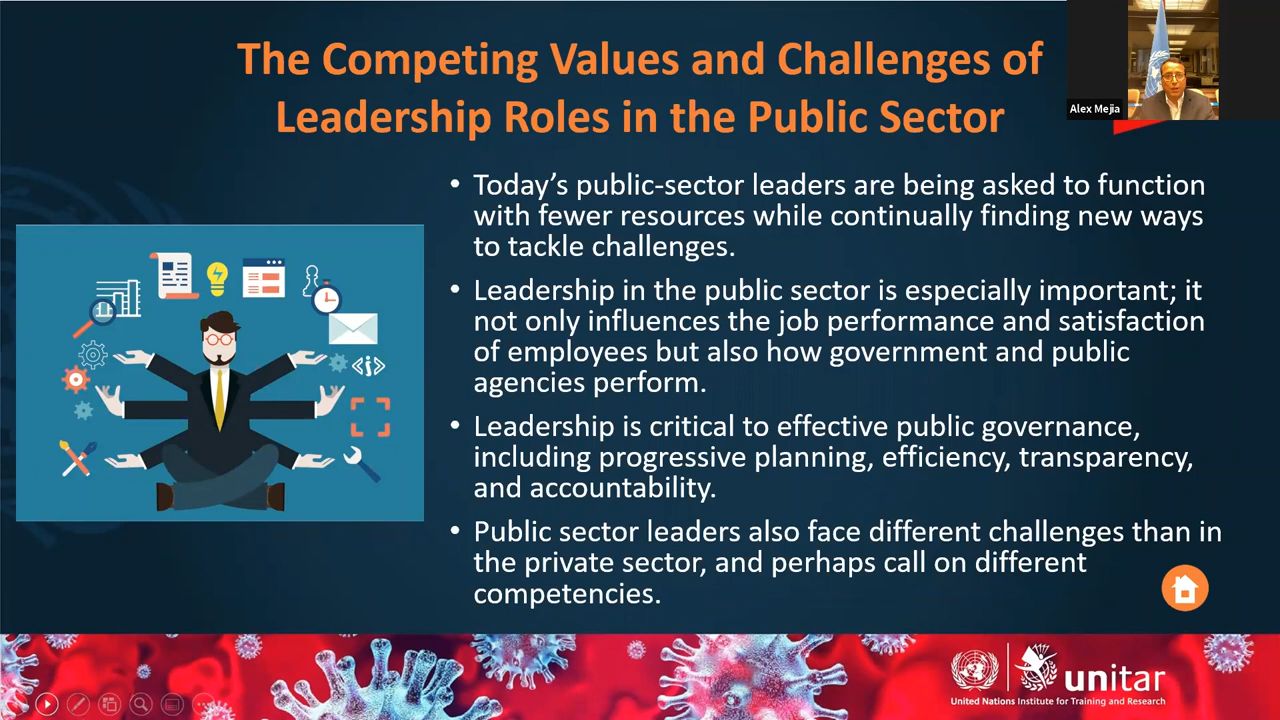 The Competing Values and Challenges of
Leadership Roles in the Public Sector
Alex Mejia
• Today’s public-sector leaders are being asked to function
with fewer resources while continually finding new ways
to tackle challenges.
• Leadership in the public sector is especially important; it
not only influences the job performance and satisfaction
of employees but also how government and public
agencies perform.
• Leadership is critical to effective public governance,
including progressive planning, efficiency, transparency,
and accountability.
• Public sector leaders also face different challenges than in
the private sector, and perhaps call on different
competencies.
unitar
United Nations Institute for Training and Research